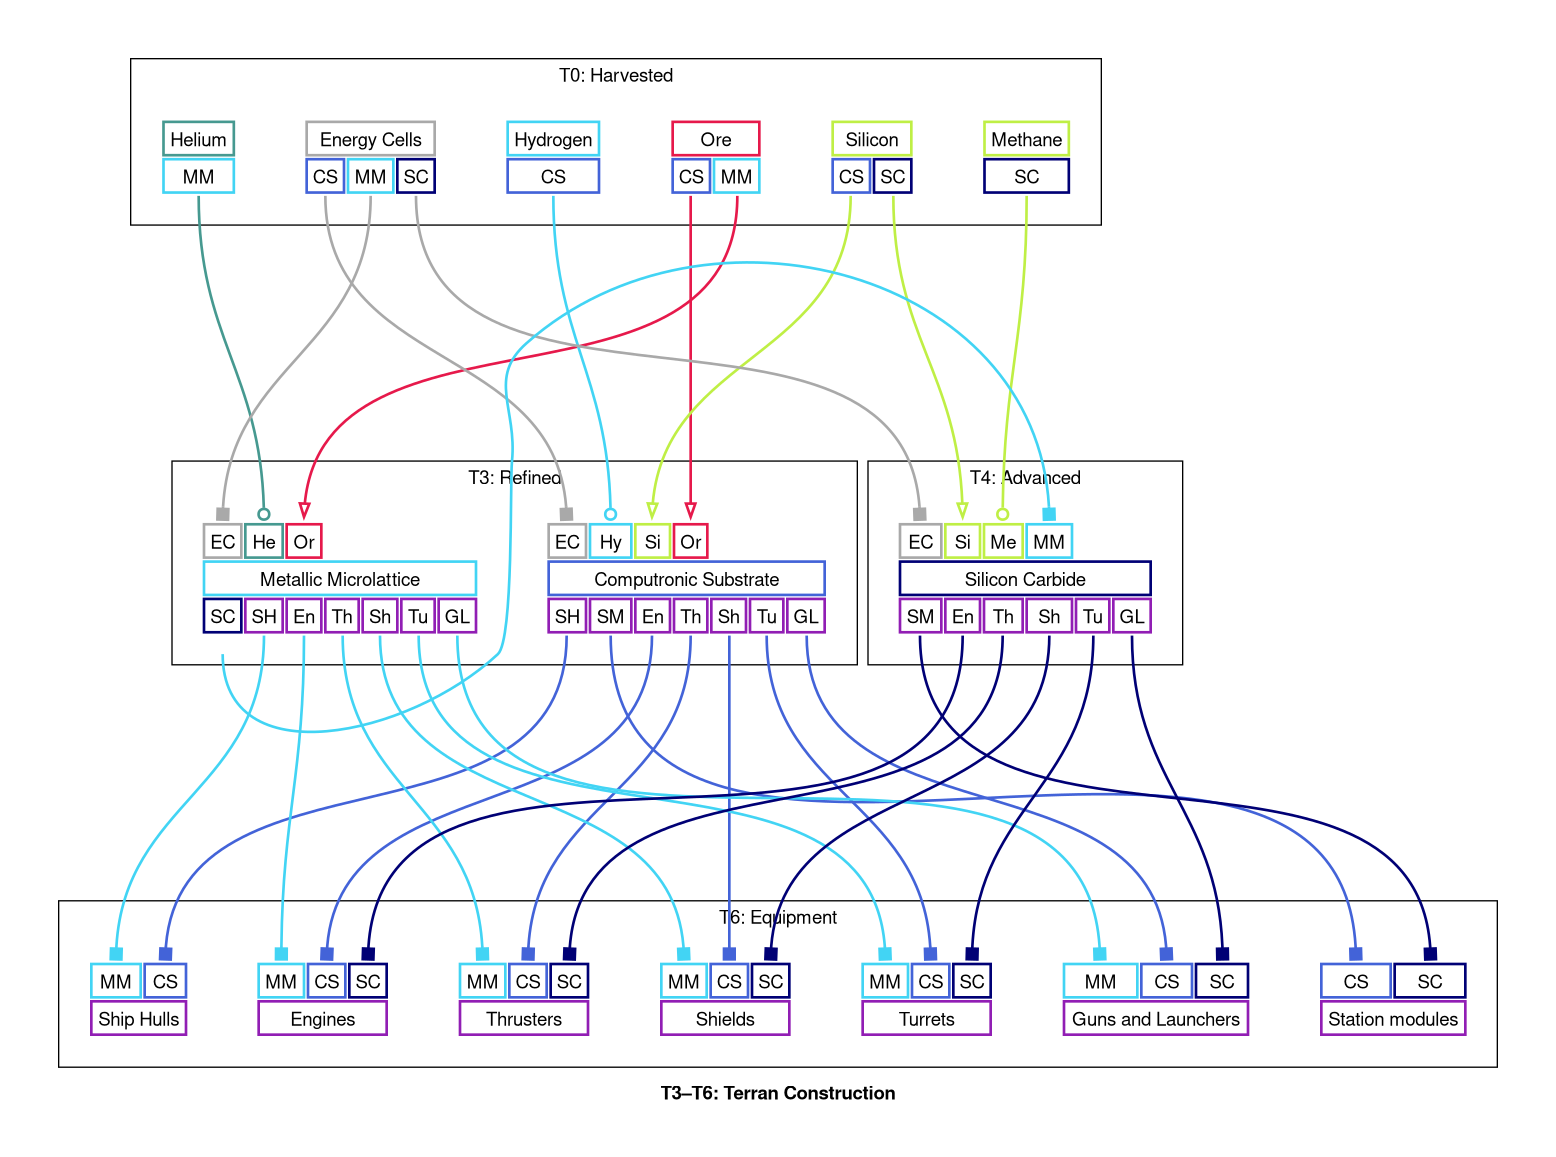 T0: Harvested
Helium Energy Cells Hydrogen Ore Silicon Methane
MM CS MM SC CS CS MM CS SC SC
T3: Refined T4: Advanced
EC He Or EC Hy Si Or EC Si Me MM
Metallic Microlattice Computronic Substrate Silicon Carbide
SC SH En Th Sh Tu GL SH SM En Th Sh Tu GL SM En Th Sh Tu GL
T6: Equipment
MM CS MM CS SC MM CS SC MM CS SC MM CS SC MM CS SC CS SC
Ship Hulls Engines Thrusters Shields Turrets Guns and Launchers Station modules
T3–T6: Terran Construction